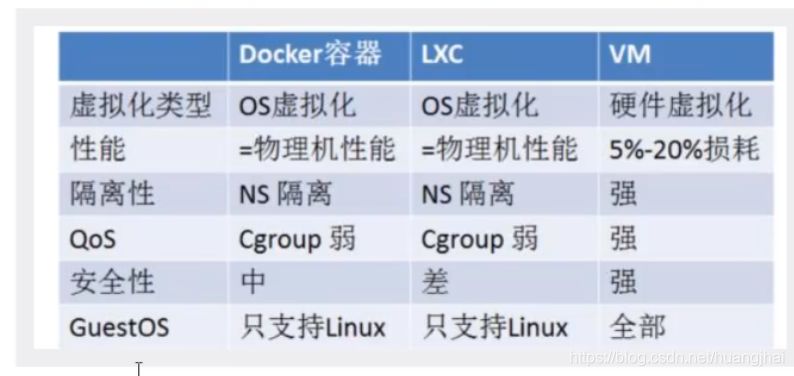 Docker容器 LXC VM
虚拟化类型 OS虚拟化 OS虚拟化 硬件虚拟化
性能 =物理机性能 =物理机性能 5%-20%损耗
隔离性 NS 隔离 NS 隔离 强
QoS Cgroup 弱 Cgroup 弱 强
安全性 中 差 强
GuestOS 只支持Linux 只支持Linux 全部
https://blog.csdn.net/huangjhai